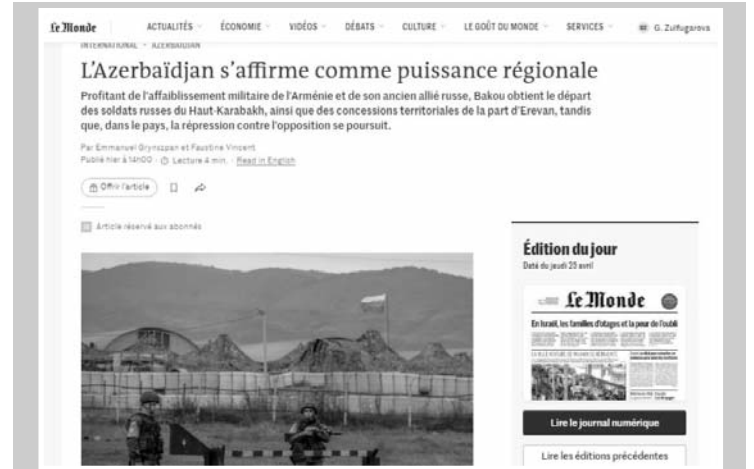 Le Monde
ACTUALITÉS ÉCONOMIE VIDÉOS DÉBATS CULTURE LE GOÛT DU MONDE SERVICES G. Zulfugarova
INTERNATIONAL AZERBAÏDJAN
L’Azerbaïdjan s’affirme comme puissance régionale
Profitant de l’affaiblissement militaire de l’Arménie et de son ancien allié russe, Bakou obtient le départ
des soldats russes du Haut-Karabakh, ainsi que des concessions territoriales de la part d’Erevan, tandis
que, dans le pays, la répression contre l’opposition se poursuit.
Par Emmanuel Grynszpan et Faustine Vincent
Publié hier à 14h00 · Lecture 4 min. · Read in English
Offrir l’article
Article réservé aux abonnés
Édition du jour
Daté du jeudi 25 avril
Le Monde
En Israël, les familles d’otages et la peur de l’oubli
Lire le journal numérique
Lire les éditions précédentes